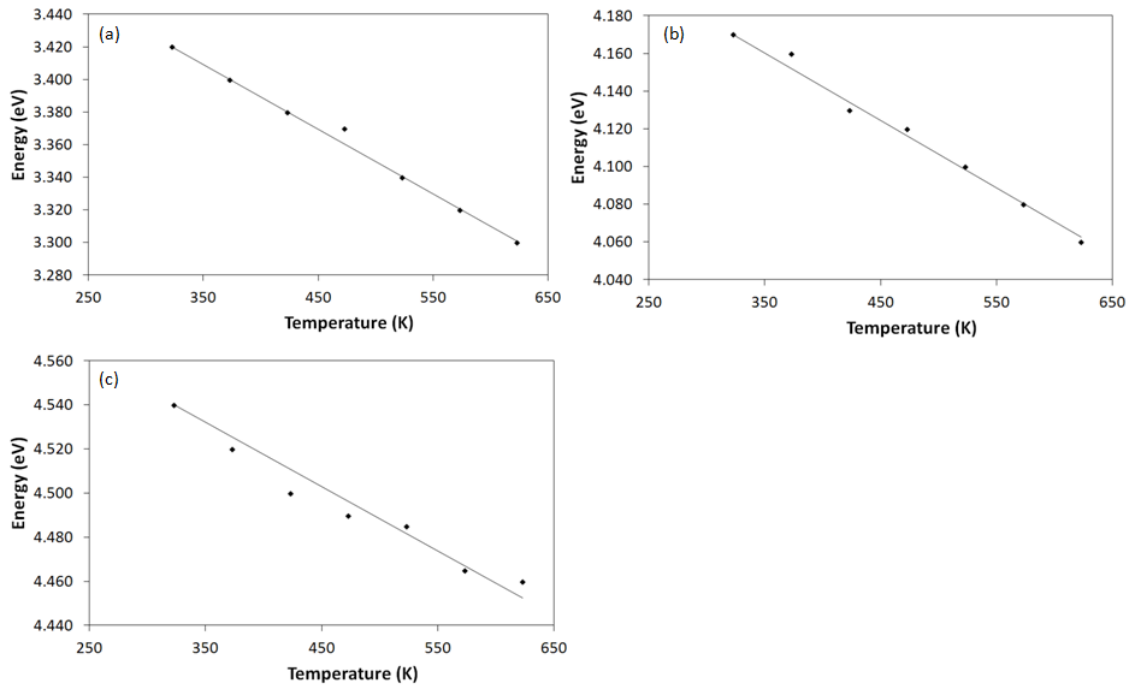 (a)
Energy (eV)
3.440
3.420
3.400
3.380
3.360
3.340
3.320
3.300
3.280
250 350 450 550 650
Temperature (K)
(b)
Energy (eV)
4.180
4.160
4.140
4.120
4.100
4.080
4.060
4.040
250 350 450 550 650
Temperature (K)
(c)
Energy (eV)
4.560
4.540
4.520
4.500
4.480
4.460
4.440
250 350 450 550 650
Temperature (K)